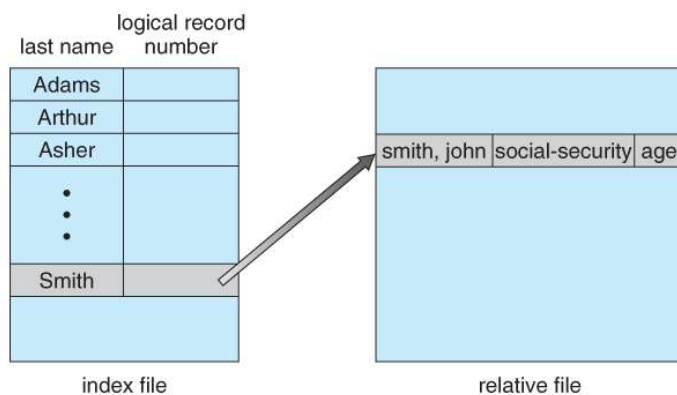 logical record
last name number
Adams
Arthur
Asher
smith, john social-security age
Smith
index file relative file